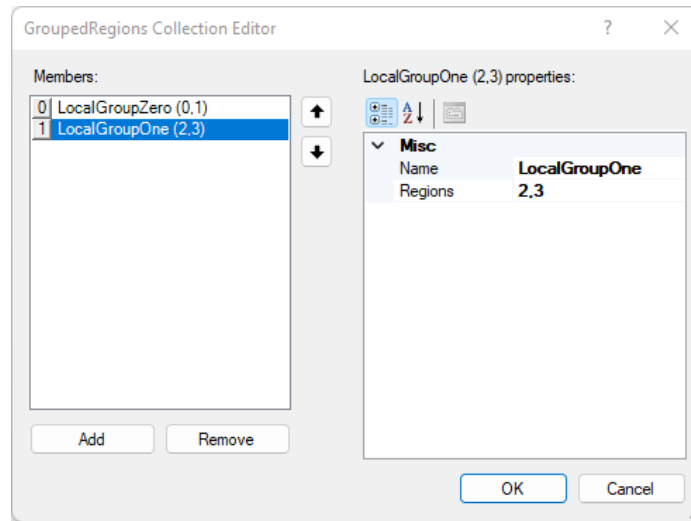 GroupedRegions Collection Editor
Members:
0 LocalGroupZero (0,1)
1 LocalGroupOne (2,3)
Add Remove
LocalGroupOne (2,3) properties:
Misc
Name LocalGroupOne
Regions 2,3
OK Cancel